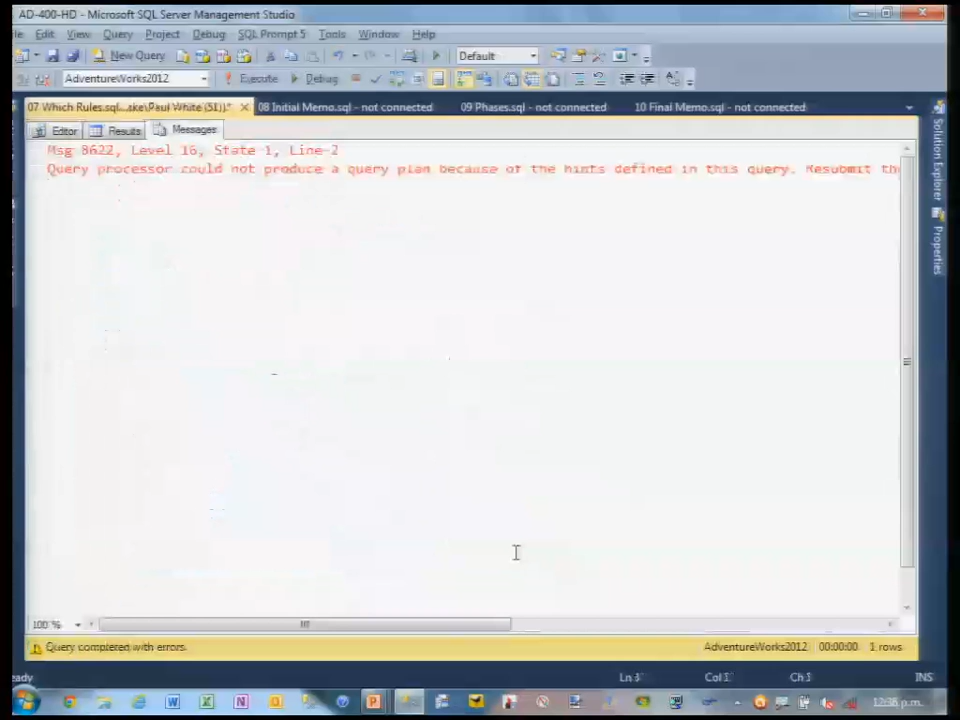 AD-400-HD - Microsoft SQL Server Management Studio
le Edit View Query Project Debug SQL Prompt 5 Tools Window Help
New Query Default
AdventureWorks2012 Execute Debug
07 Which Rules.sql...ke\Paul White (51))* 08 Initial Memo.sql - not connected 09 Phases.sql - not connected 10 Final Memo.sql - not connected
Editor Results Messages
Msg 8622, Level 16, State 1, Line 2
Query processor could not produce a query plan because of the hints defined in this query. Resubmit th
Solution Explorer
Properties
100 %
Query completed with errors. AdventureWorks2012 00:00:00 1 rows
eady Ln 3 Col 1 Ch 1 INS
12:38 p.m.